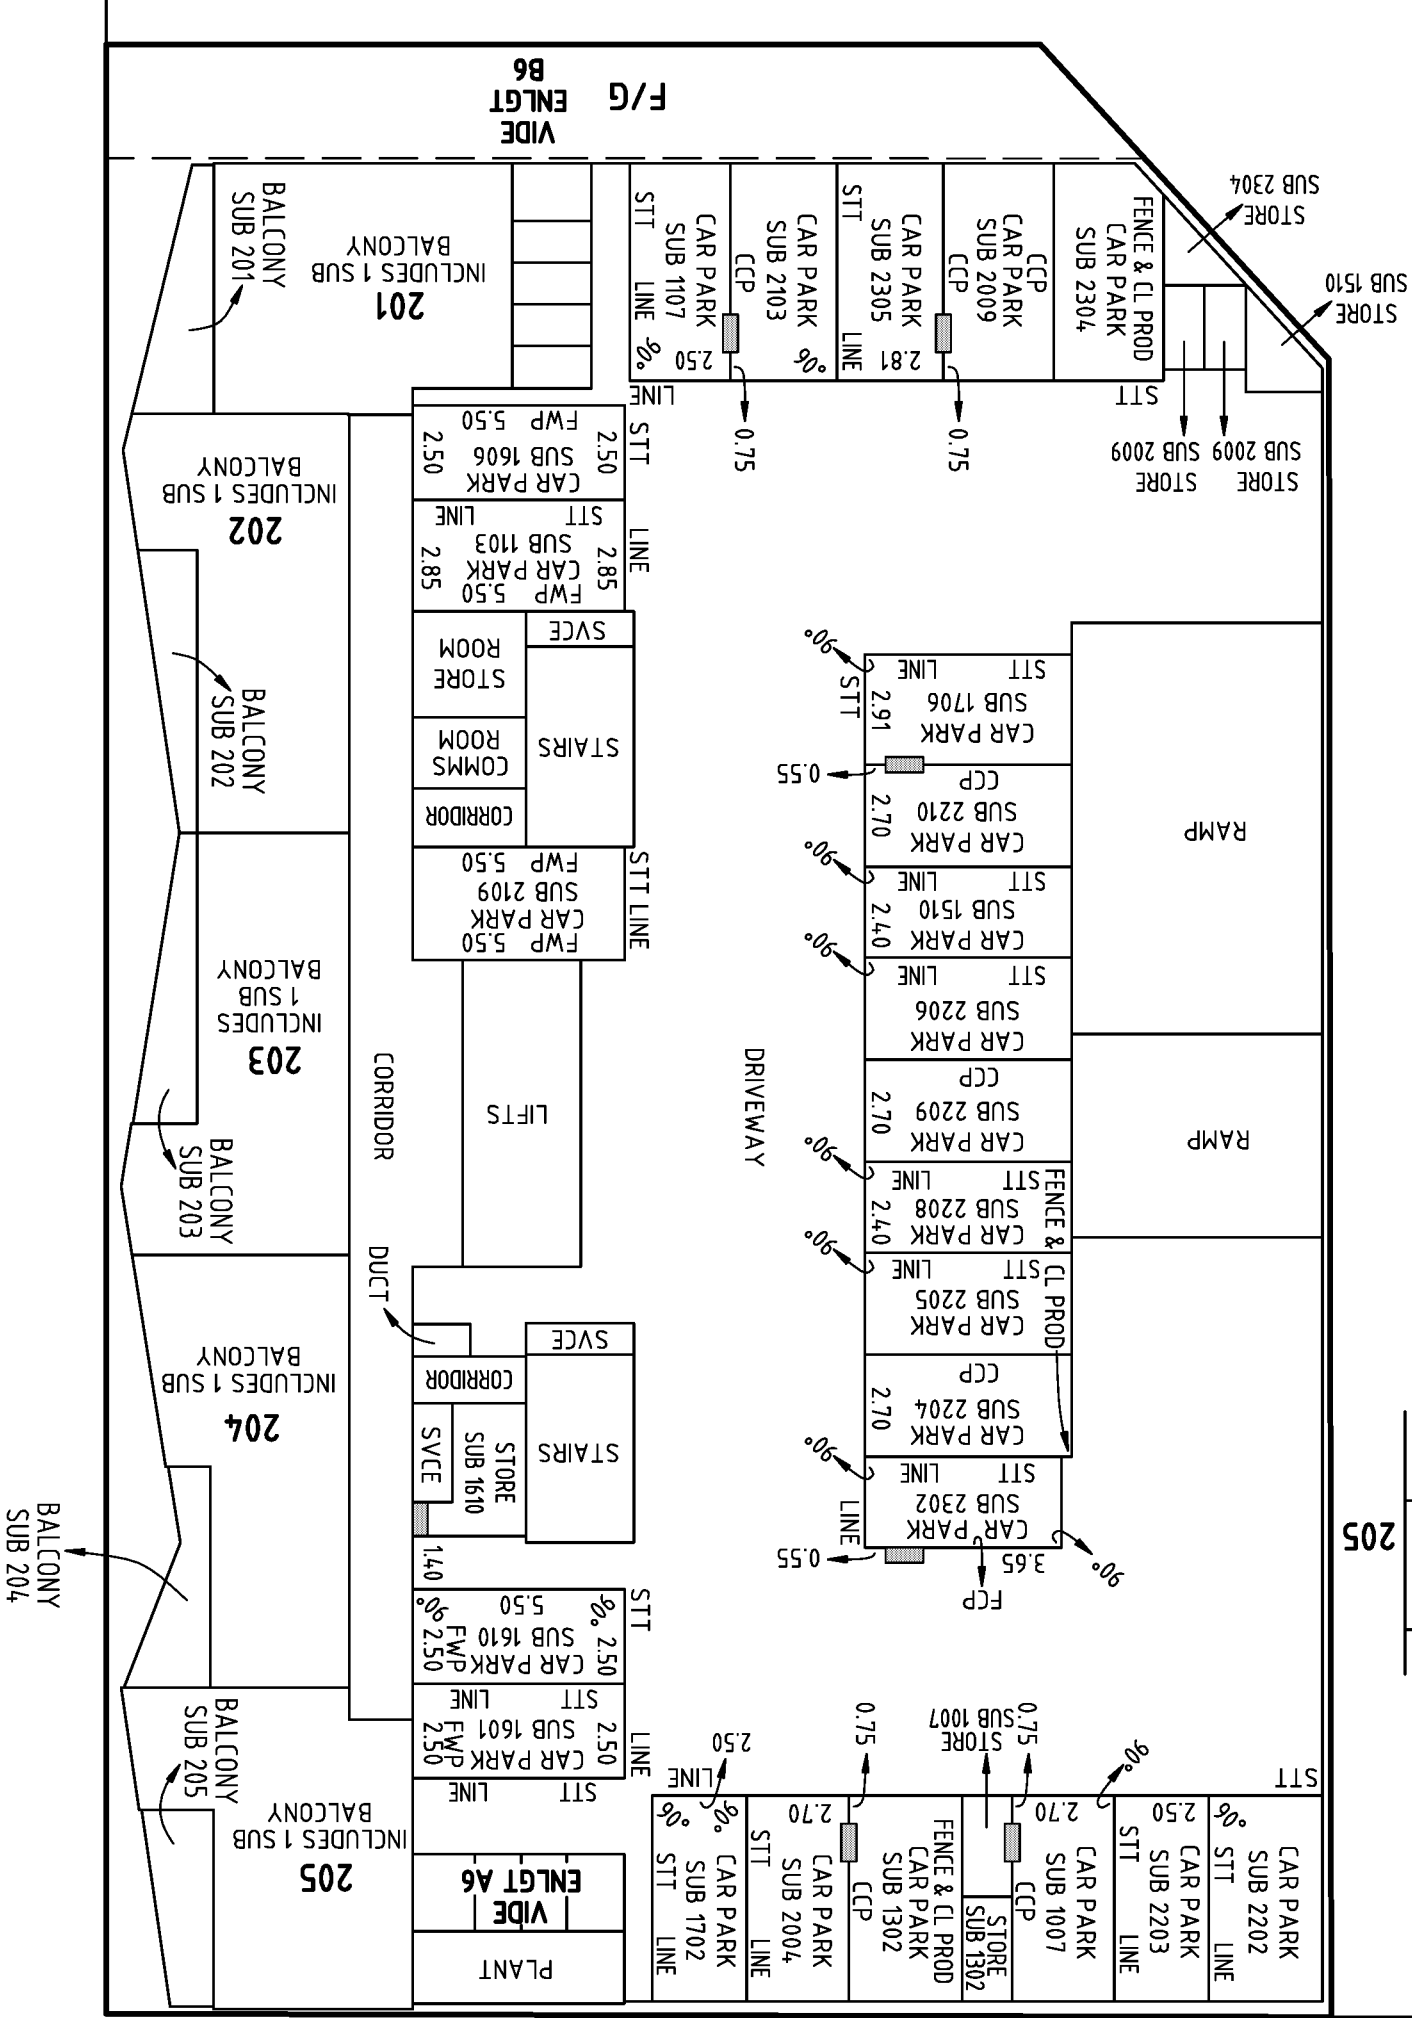 VIDE
ENLGT
B6
F/G
BALCONY
SUB 201
201
INCLUDES 1 SUB
BALCONY
STT LINE
CAR PARK
SUB 1107
90°
2.50
CCP
CAR PARK
SUB 2103
90°
STT LINE
CAR PARK
SUB 2305
2.81
CCP
CAR PARK
SUB 2009
CCP
FENCE & CL PROD
CAR PARK
SUB 2304
STORE
SUB 2304
STORE
SUB 1510
LINE
STT
0.75
0.75
STORE
SUB 2009
STORE
SUB 2009
202
INCLUDES 1 SUB
BALCONY
BALCONY
SUB 202
FWP 5.50
CAR PARK
SUB 1606
2.50
2.50
STT
LINE
STT LINE
CAR PARK
SUB 1103
2.85
2.85
FWP 5.50
STORE
ROOM
SVCE
STAIRS
COMMS
ROOM
CORRIDOR
FWP 5.50
CAR PARK
SUB 2109
FWP 5.50
STT LINE
203
INCLUDES
1 SUB
BALCONY
BALCONY
SUB 203
CORRIDOR
LIFTS
DRIVEWAY
90°
STT
STT LINE
CAR PARK
SUB 1706
2.91
0.55
CCP
CAR PARK
SUB 2210
2.70
90°
STT LINE
CAR PARK
SUB 1510
2.40
90°
STT LINE
CAR PARK
SUB 2206
CCP
CAR PARK
SUB 2209
2.70
90°
STT LINE
CAR PARK
SUB 2208
2.40
90°
STT LINE
CAR PARK
SUB 2205
FENCE & CL PROD
CCP
CAR PARK
SUB 2204
2.70
90°
STT LINE
CAR PARK
SUB 2302
LINE
0.55
3.65
90°
FCP
RAMP
RAMP
DUCT
204
INCLUDES 1 SUB
BALCONY
BALCONY
SUB 204
SVCE
CORRIDOR
STAIRS
SVCE
STORE
SUB 1610
1.40
5.50
90°
90°
CAR PARK
SUB 1610
2.50
FWP
2.50
STT
LINE
STT LINE
CAR PARK
SUB 1601
2.50
FWP
2.50
STT LINE
205
INCLUDES 1 SUB
BALCONY
BALCONY
SUB 205
VIDE
ENLGT A6
PLANT
LINE
2.50
0.75
STORE
SUB 1007
0.75
90°
STT
90°
90°
STT LINE
CAR PARK
SUB 1702
2.70
STT LINE
CAR PARK
SUB 2004
CCP
FENCE & CL PROD
CAR PARK
SUB 1302
STORE
SUB 1302
CCP
2.70
CAR PARK
SUB 1007
2.50
STT LINE
CAR PARK
SUB 2203
90°
STT LINE
CAR PARK
SUB 2202
205